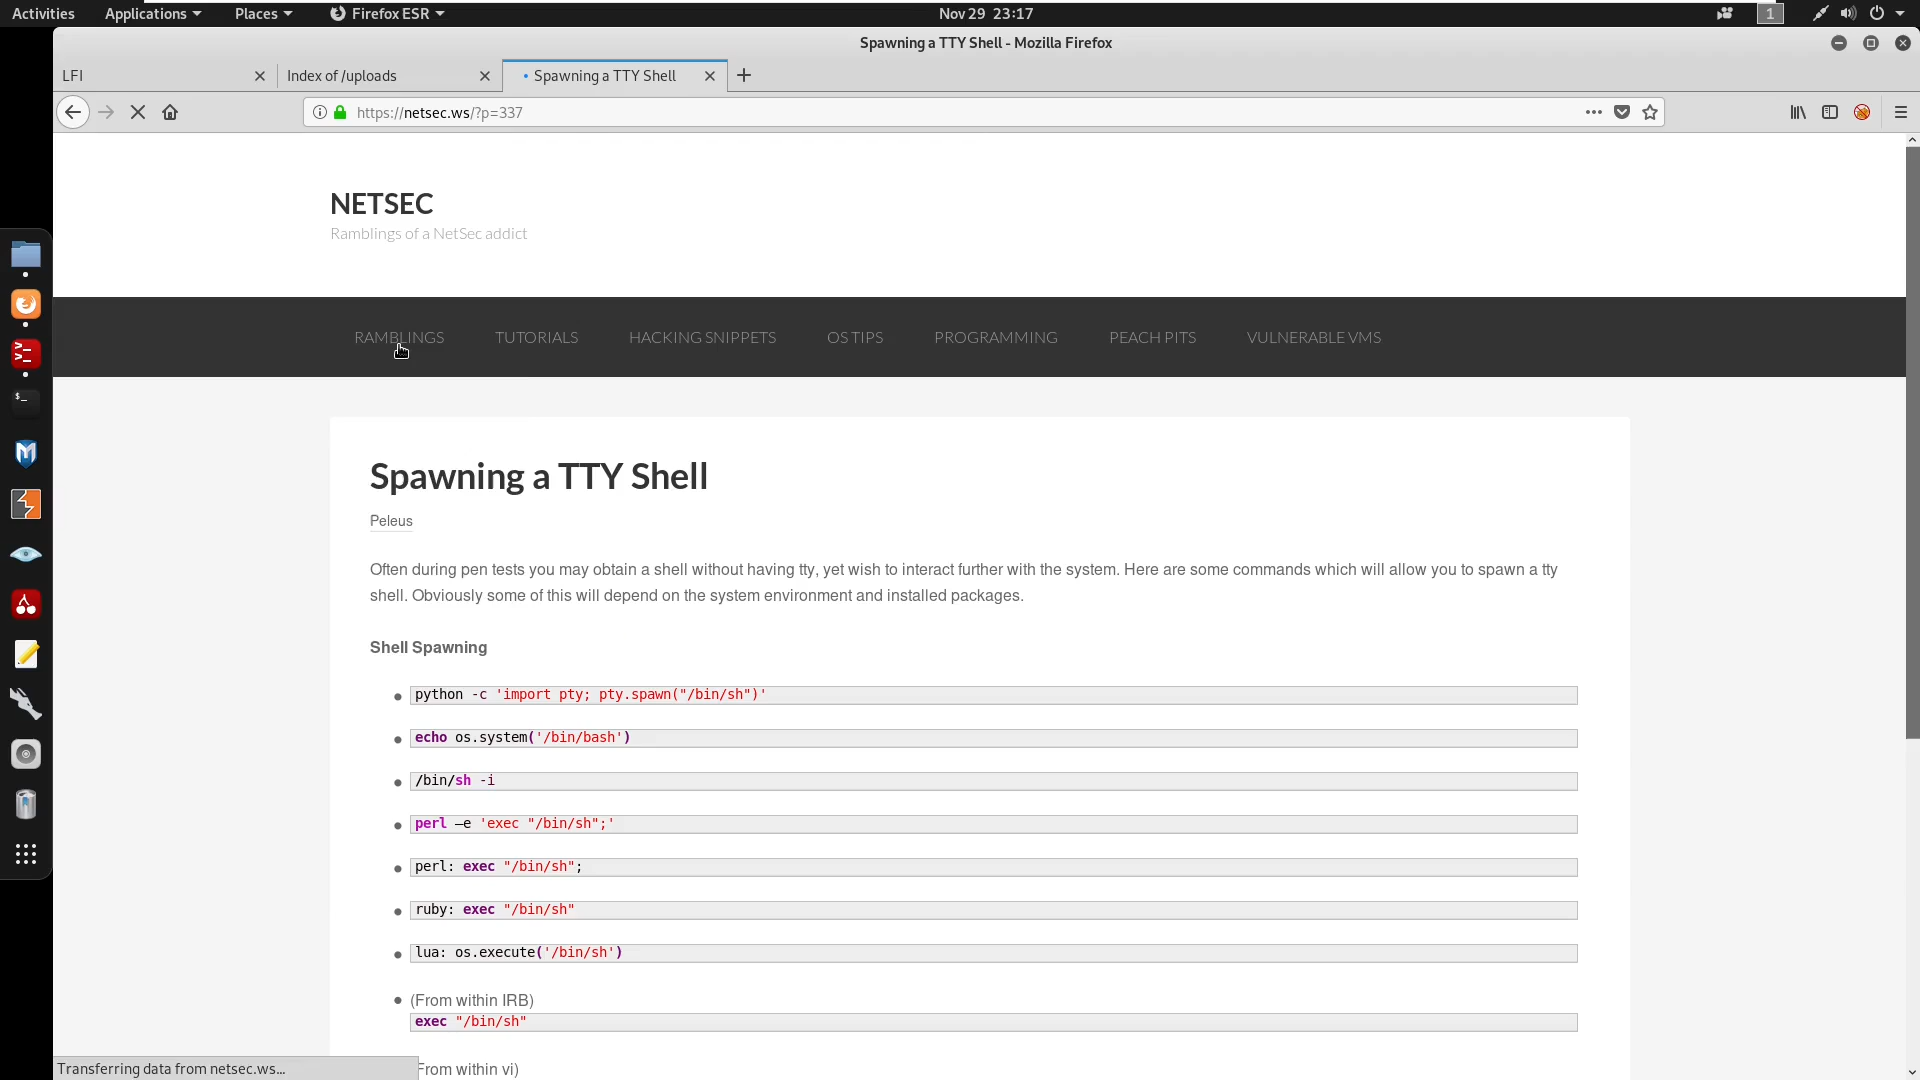 Activities Applications Places Firefox ESR Nov 29 23:17 1
Spawning a TTY Shell - Mozilla Firefox
LFI Index of /uploads Spawning a TTY Shell
https://netsec.ws/?p=337
NETSEC
Ramblings of a NetSec addict
RAMBLINGS TUTORIALS HACKING SNIPPETS OS TIPS PROGRAMMING PEACH PITS VULNERABLE VMS
Spawning a TTY Shell
Peleus
Often during pen tests you may obtain a shell without having tty, yet wish to interact further with the system. Here are some commands which will allow you to spawn a tty
shell. Obviously some of this will depend on the system environment and installed packages.
Shell Spawning
python -c 'import pty; pty.spawn("/bin/sh")'
echo os.system('/bin/bash')
/bin/sh -i
perl —e 'exec "/bin/sh";'
perl: exec "/bin/sh";
ruby: exec "/bin/sh"
lua: os.execute('/bin/sh')
(From within IRB)
exec "/bin/sh"
From within vi)
Transferring data from netsec.ws...